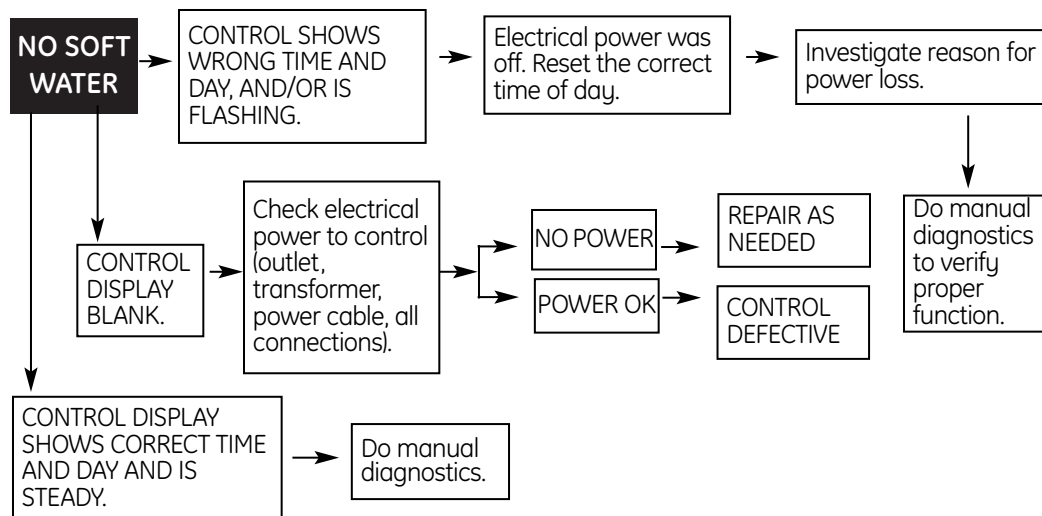 NO SOFT
WATER
CONTROL SHOWS
WRONG TIME AND
DAY, AND/OR IS
FLASHING.
Electrical power was
off. Reset the correct
time of day.
Investigate reason for
power loss.
Do manual
diagnostics
to verify
proper
function.
CONTROL
DISPLAY
BLANK.
Check electrical
power to control
(outlet,
transformer,
power cable, all
connections).
NO POWER
REPAIR AS
NEEDED
POWER OK
CONTROL
DEFECTIVE
CONTROL DISPLAY
SHOWS CORRECT TIME
AND DAY AND IS
STEADY.
Do manual
diagnostics.